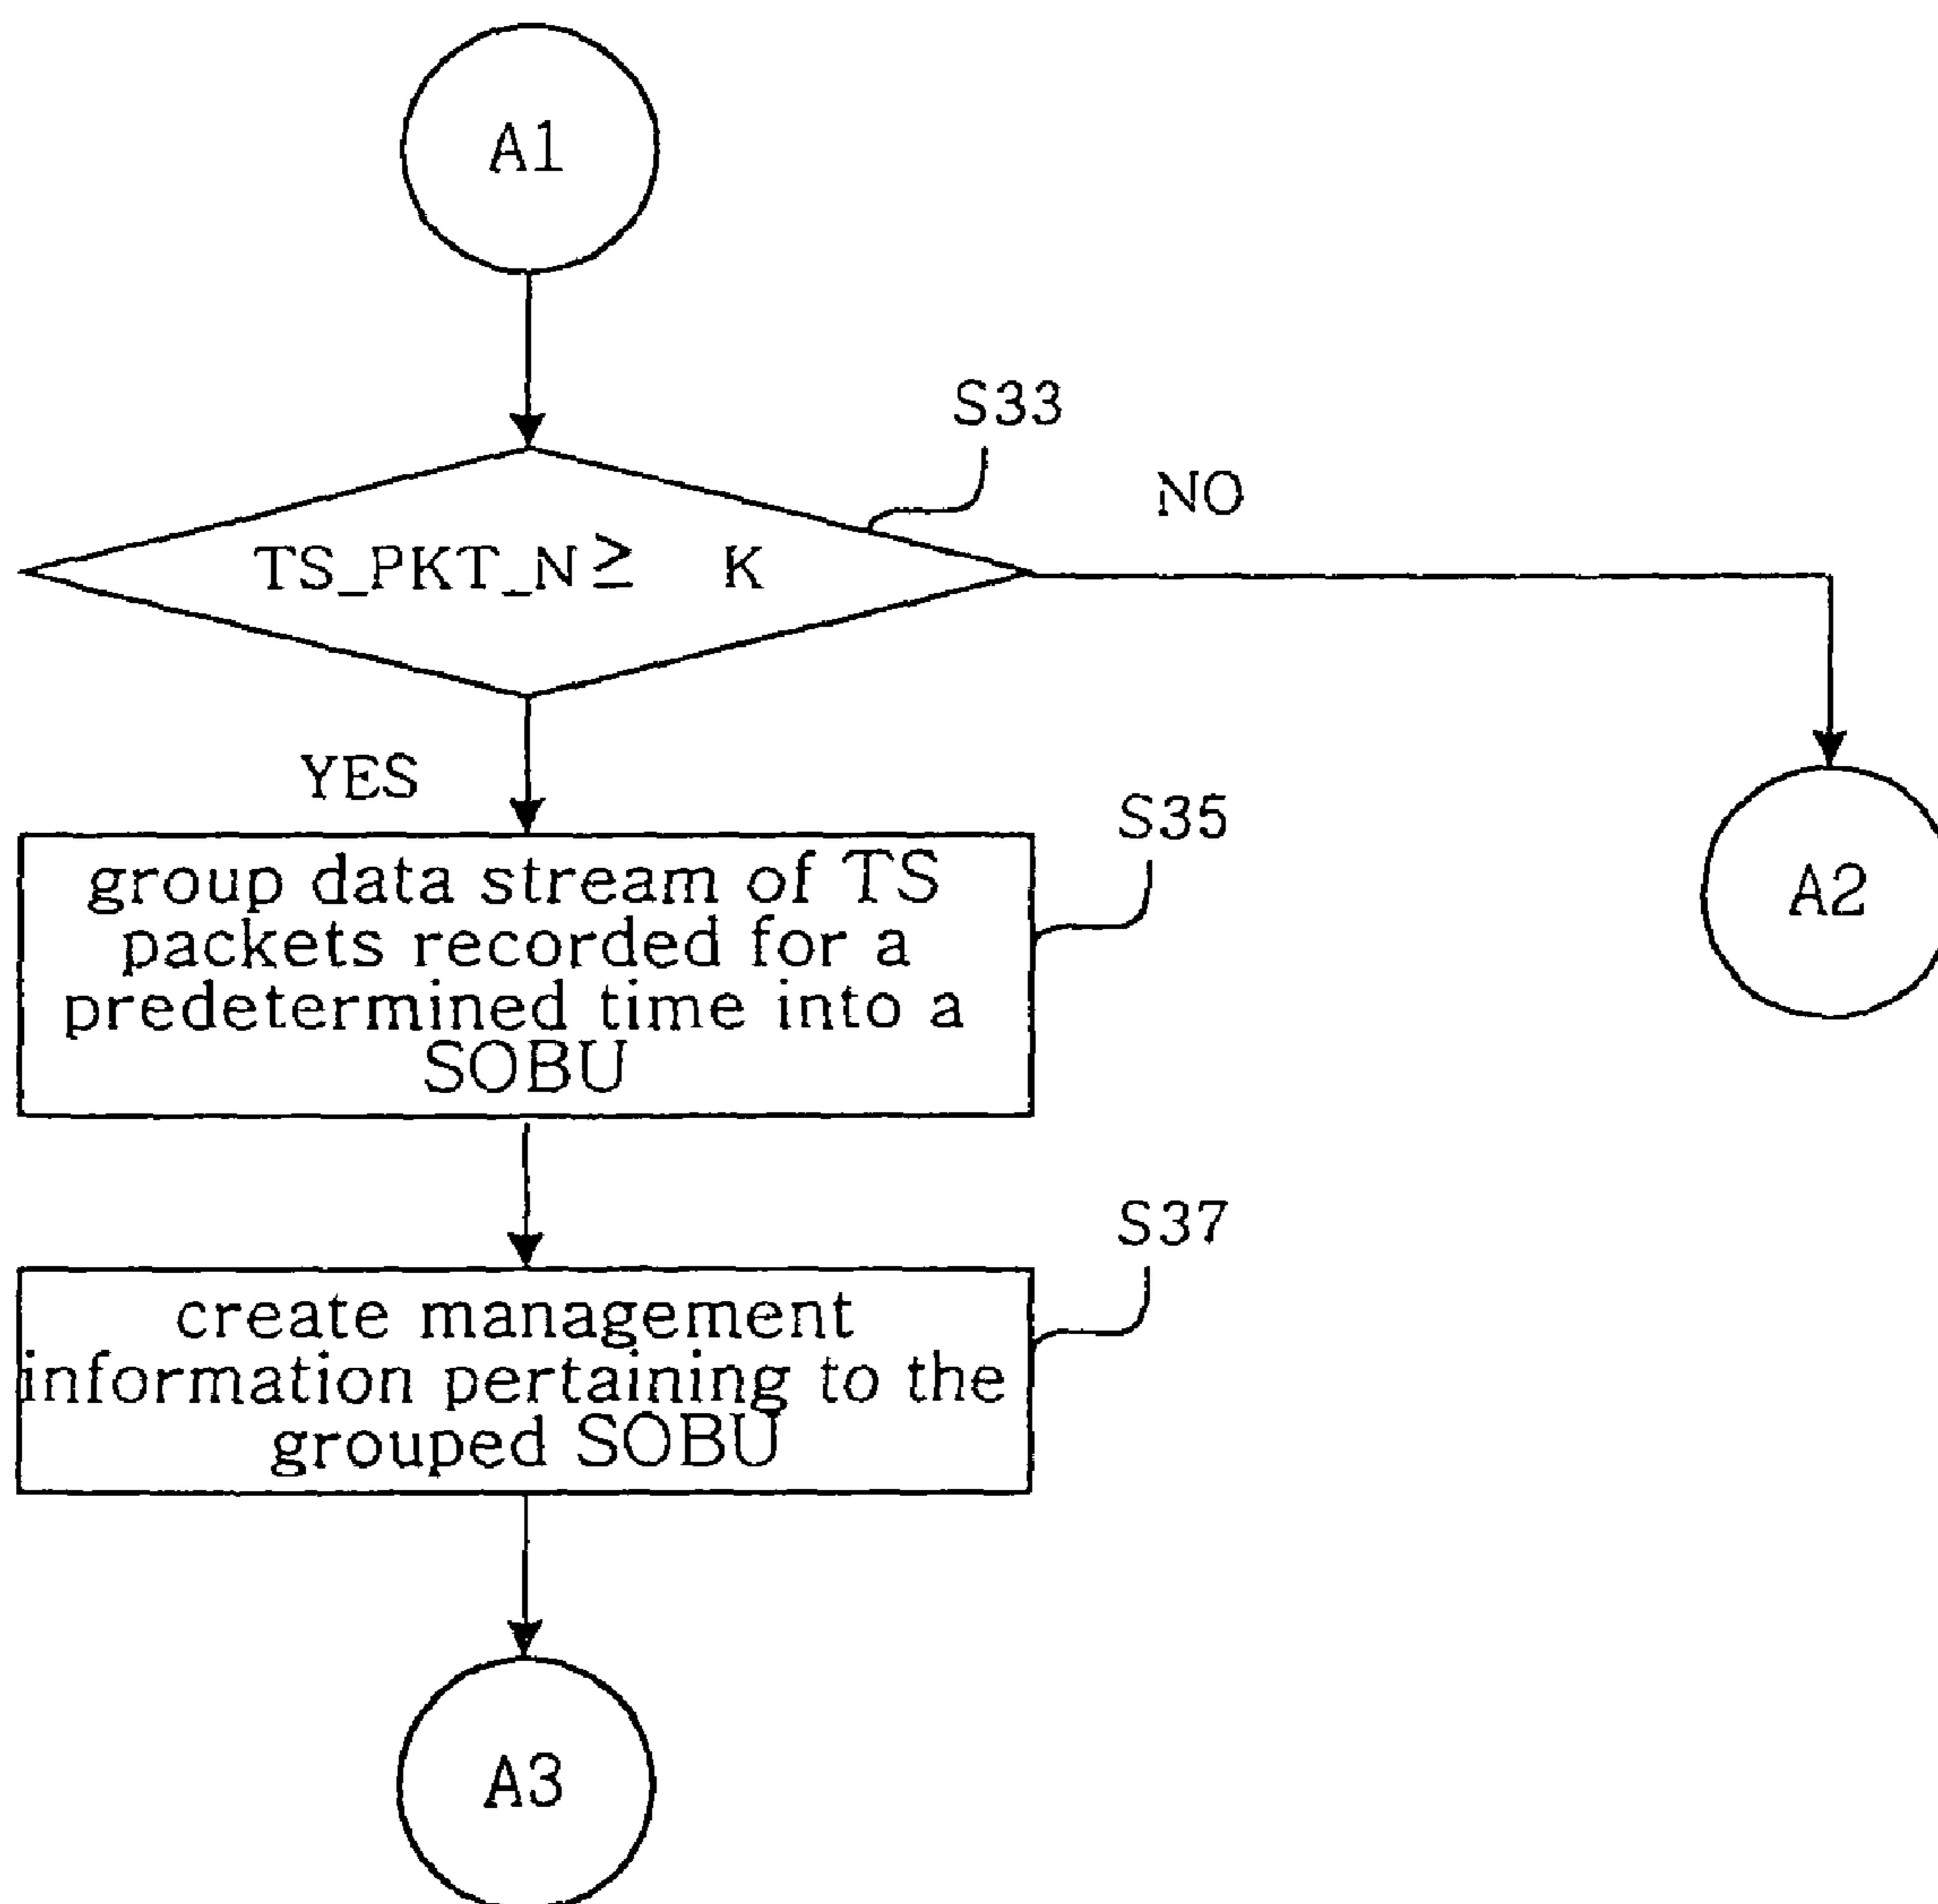 A1
S33
NO
TS_PKT_N ≥ K
YES
S35
group data stream of TS
packets recorded for a
predetermined time into a
SOBU
A2
S37
create management
information pertaining to the
grouped SOBU
A3